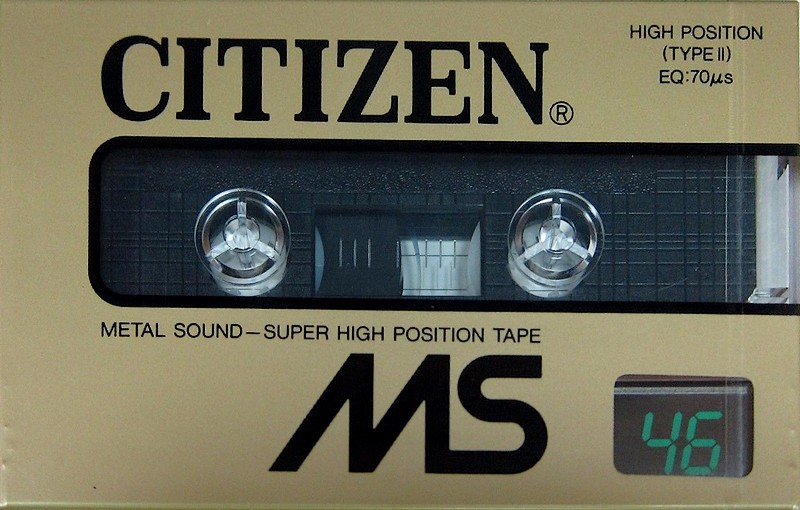 CITIZEN®
HIGH POSITION
(TYPE II)
EQ:70μs
METAL SOUND—SUPER HIGH POSITION TAPE
MS
46